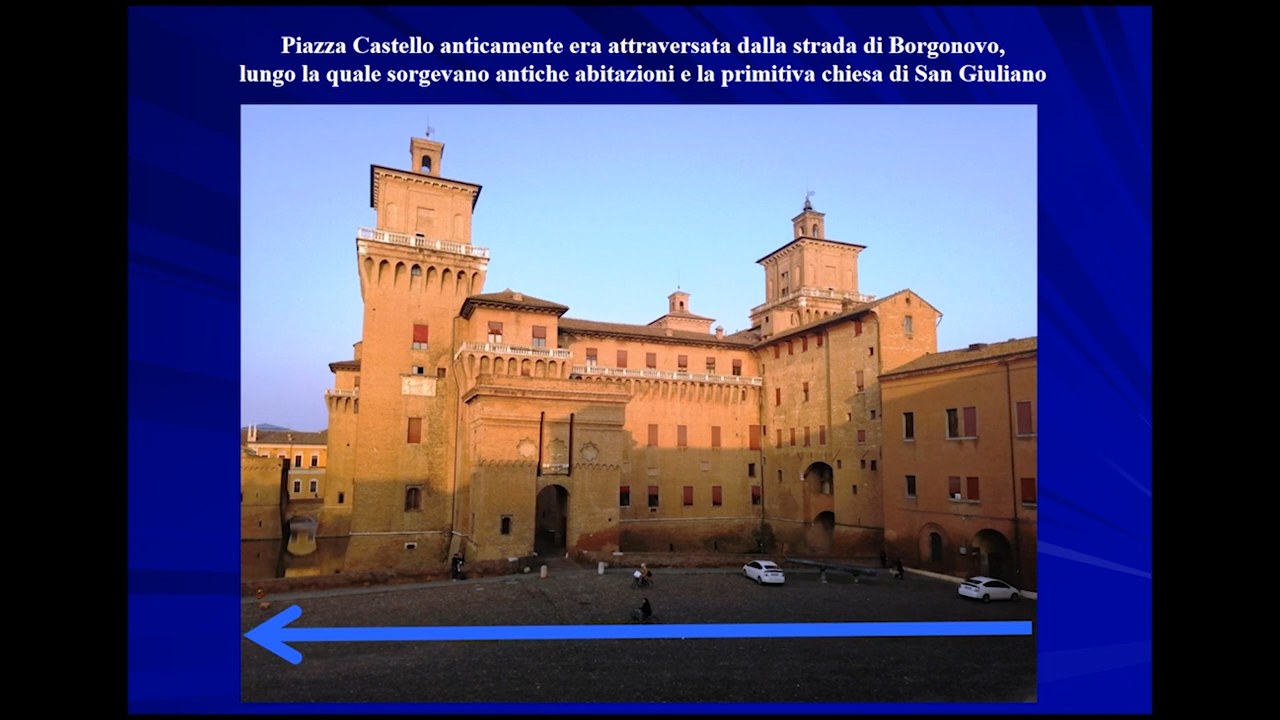 Piazza Castello anticamente era attraversata dalla strada di Borgonovo,
lungo la quale sorgevano antiche abitazioni e la primitiva chiesa di San Giuliano